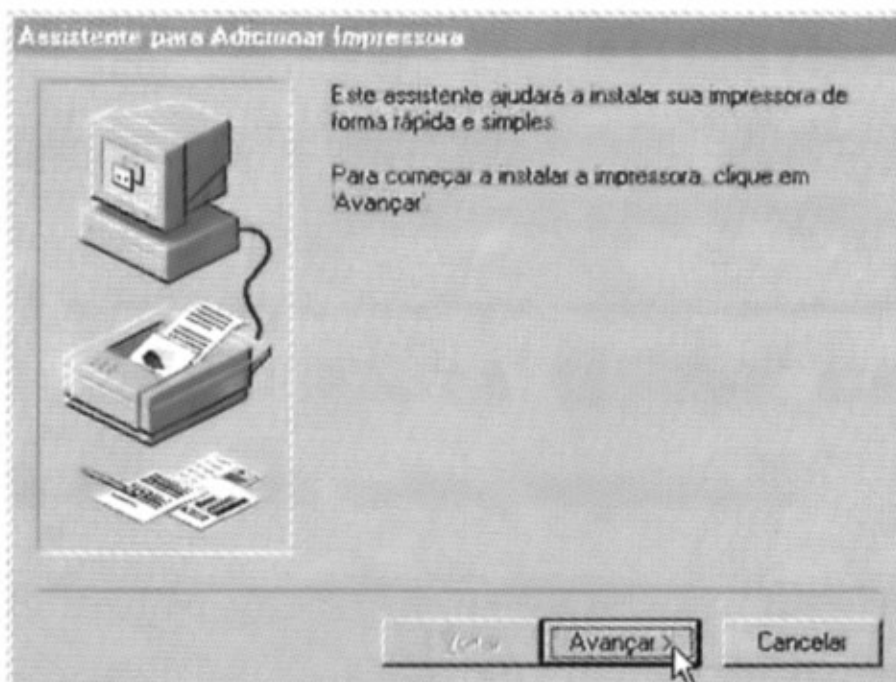 Assistente para Adicionar Impressora
Este assistente ajudará a instalar sua impressora de
forma rápida e simples.
Para começar a instalar a impressora, clique em
'Avançar'.
Avançar >
Cancelar